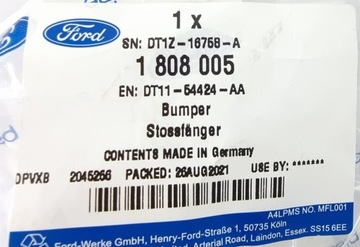 Ford
1 x
SN: DT1Z-16758-A
1 808 005
EN: DT11-54424-AA
Bumper
Stossfänger
CONTENTS MADE IN Germany
DPVXB 2045266 PACKED: 26AUG2021 USE BY: ******
A4LPMS NO. MFL001
Ford-Werke GmbH, Henry-Ford-Straße 1, 50735 Köln
Arterial Road, Laindon, Essex. SS15 6EE